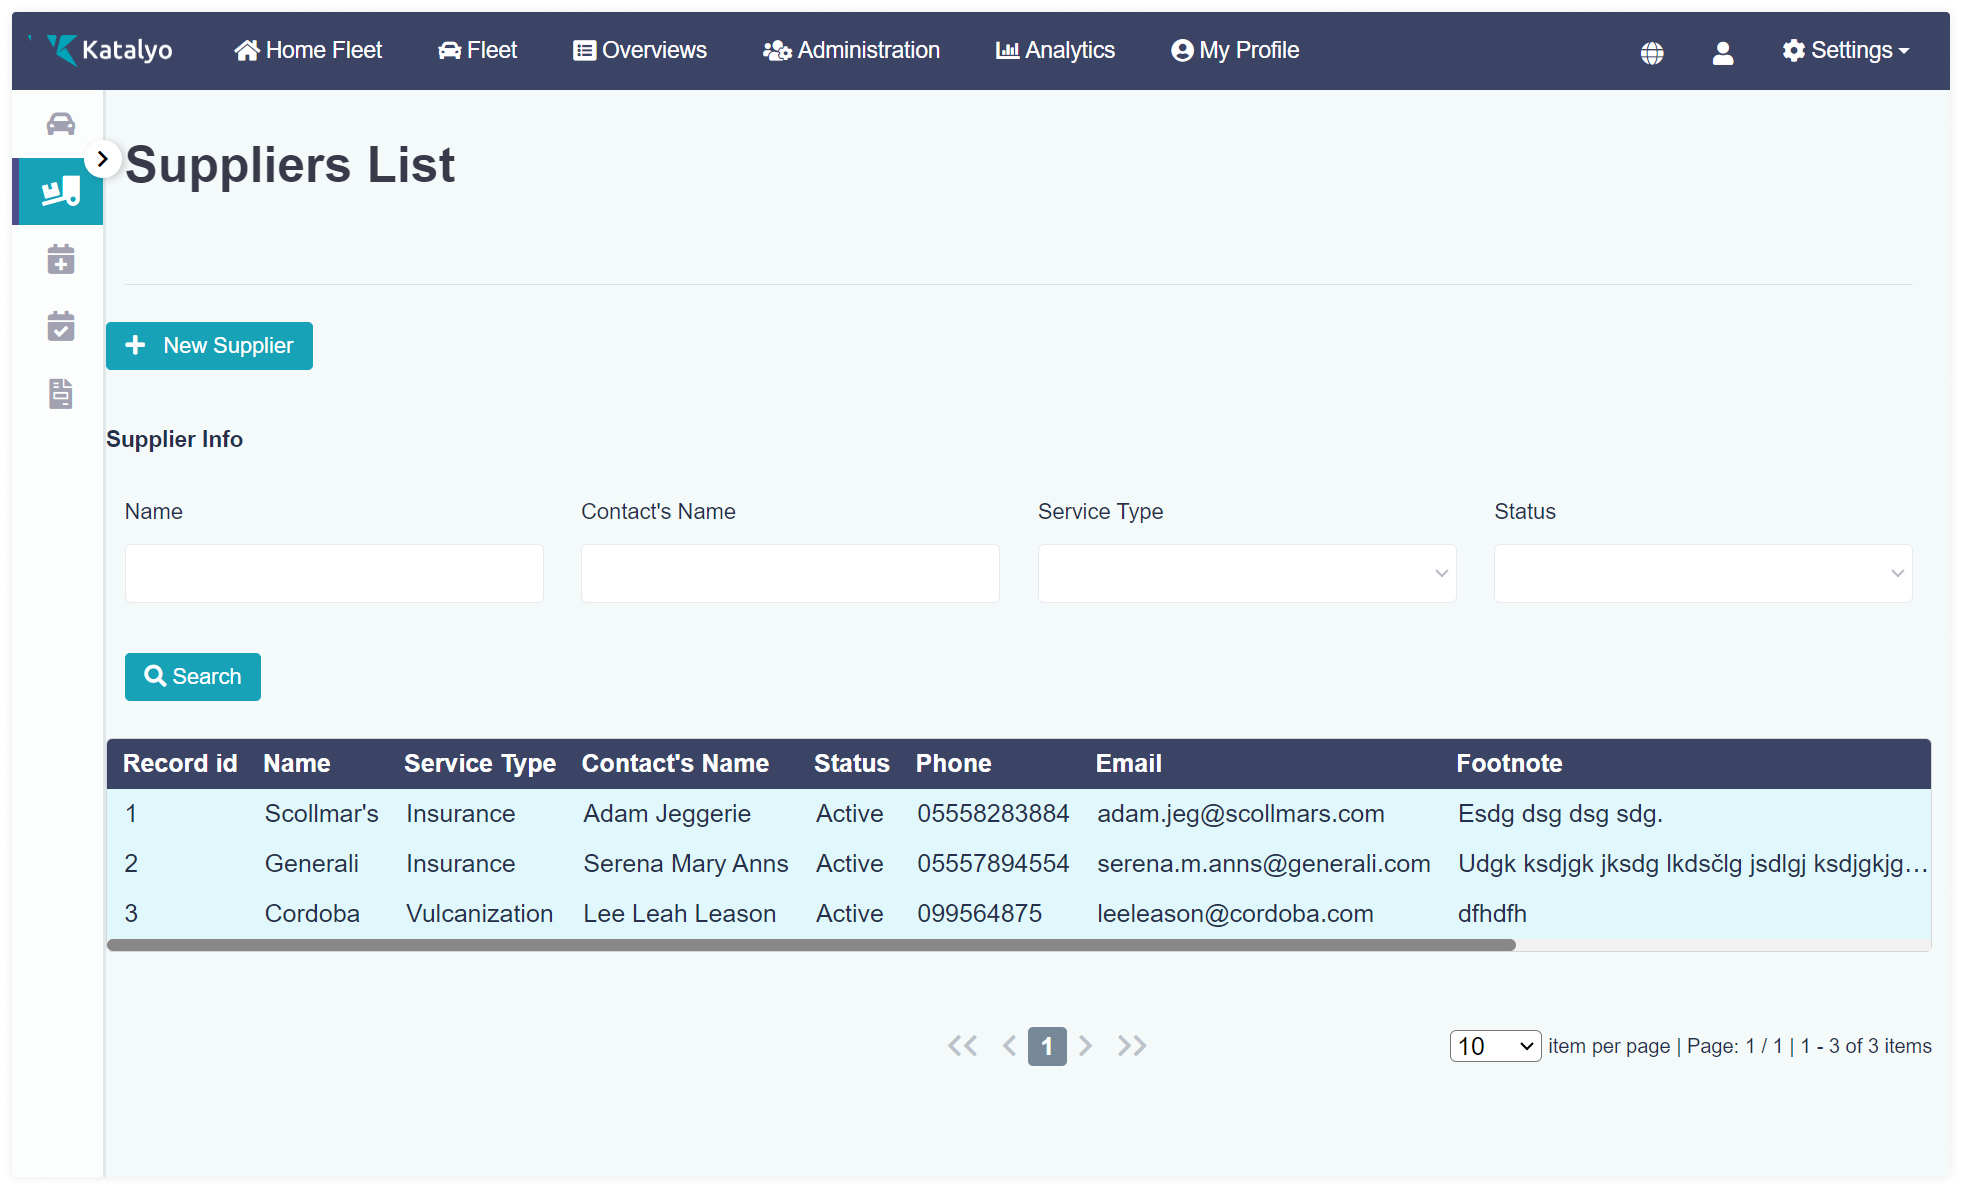 Katalyo Home Fleet Fleet Overviews Administration Analytics My Profile Settings
Suppliers List
New Supplier
Supplier Info
Name Contact's Name Service Type Status
Search
Record id Name Service Type Contact's Name Status Phone Email Footnote
1 Scollmar's Insurance Adam Jeggerie Active 05558283884 adam.jeg@scollmars.com Esdg dsg dsg sdg.
2 Generali Insurance Serena Mary Anns Active 05557894554 serena.m.anns@generali.com Udgk ksdjgk jksdg lkdsčlg jsdlgj ksdjgkjg...
3 Cordoba Vulcanization Lee Leah Leason Active 099564875 leeleason@cordoba.com dfhdfh
<< < 1 > >> 10 item per page | Page: 1 / 1 | 1 - 3 of 3 items